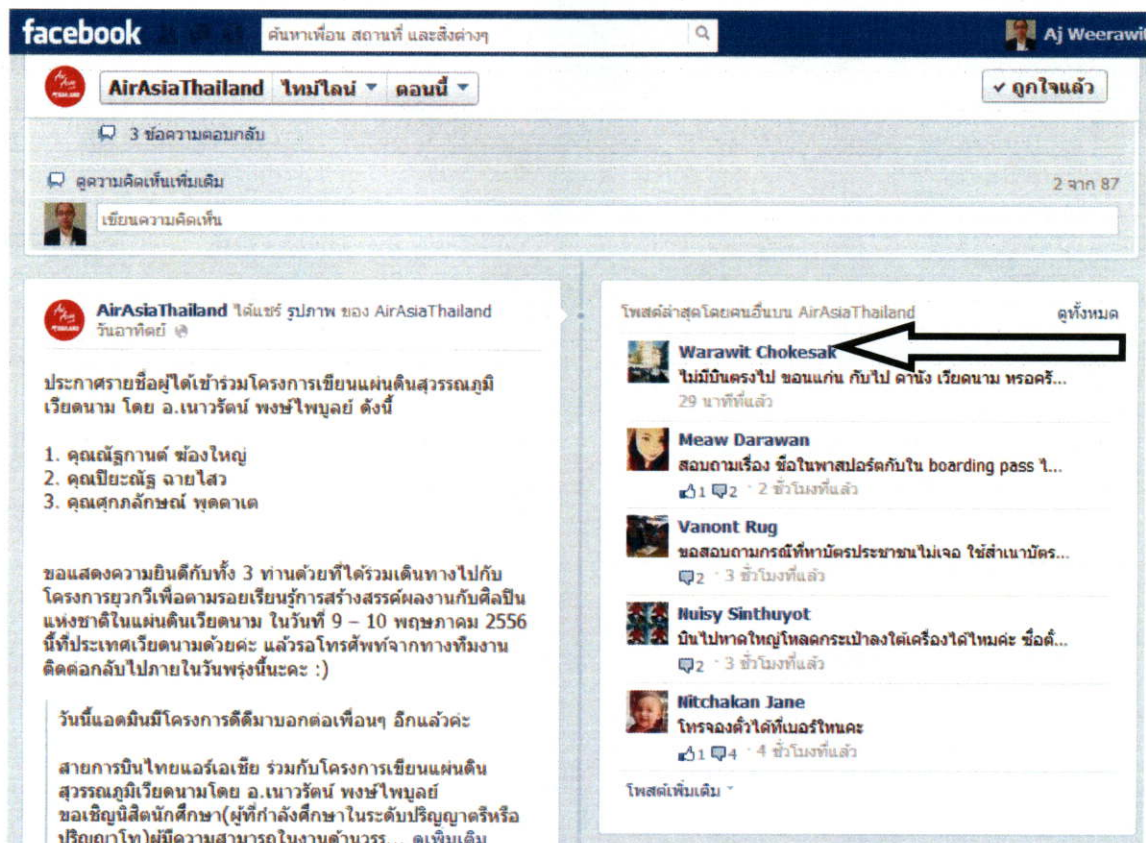 facebook
ค้นหาเพื่อน สถานที่ และสิ่งต่างๆ
Aj Weerawit
AirAsiaThailand ไทม์ไลน์ ตอนนี้
ถูกใจแล้ว
3 ข้อความตอบกลับ
ดูความคิดเห็นเพิ่มเติม
2 จาก 87
เขียนความคิดเห็น
AirAsiaThailand ได้แชร์ รูปภาพ ของ AirAsiaThailand
วันอาทิตย์
ประกาศรายชื่อผู้ได้เข้าร่วมโครงการเขียนแผ่นดินสุวรรณภูมิ
เวียดนาม โดย อ.เนาวรัตน์ พงษ์ไพบูลย์ ดังนี้
1. คุณณัฐกานต์ ฆ้องใหญ่
2. คุณปิยะณัฐ ฉายไสว
3. คุณศุภลักษณ์ พุดดาเต
ขอแสดงความยินดีกับทั้ง 3 ท่านด้วยที่ได้ร่วมเดินทางไปกับ
โครงการยุวกวีเพื่อตามรอยเรียนรู้การสร้างสรรค์ผลงานกับศิลปิน
แห่งชาติในแผ่นดินเวียดนาม ในวันที่ 9 – 10 พฤษภาคม 2556
นี้ที่ประเทศเวียดนามด้วยค่ะ แล้วรอโทรศัพท์จากทางทีมงาน
ติดต่อกลับไปภายในวันพรุ่งนี้นะคะ :)
วันนี้แอดมินมีโครงการดีดีมาบอกต่อเพื่อนๆ อีกแล้วค่ะ
สายการบินไทยแอร์เอเชีย ร่วมกับโครงการเขียนแผ่นดิน
สุวรรณภูมิเวียดนามโดย อ.เนาวรัตน์ พงษ์ไพบูลย์
ขอเชิญนิสิตนักศึกษา(ผู้ที่กำลังศึกษาในระดับปริญญาตรีหรือ
ปริญญาโท)ผู้มีความสามารถในงานด้านวรร... ดูเพิ่มเติม
โพสต์ล่าสุดโดยคนอื่นบน AirAsiaThailand
ดูทั้งหมด
Warawit Chokesak
ไม่มีบินตรงไป ขอนแก่น กับไป ดานัง เวียดนาม หรอครั...
29 นาทีที่แล้ว
Meaw Darawan
สอบถามเรื่อง ชื่อในพาสปอร์ตกับใน boarding pass ไ...
1 2 · 2 ชั่วโมงที่แล้ว
Vanont Rug
ขอสอบถามกรณีที่หาบัตรประชาชนไม่เจอ ใช้สำเนาบัตร...
2 · 3 ชั่วโมงที่แล้ว
Nuisy Sinthuyot
บินไปหาดใหญ่โหลดกระเป๋าลงใต้เครื่องได้ไหมค่ะ ซื้อตั๋...
2 · 3 ชั่วโมงที่แล้ว
Nitchakan Jane
โทรจองตั๋วได้ที่เบอร์ไหนคะ
1 4 · 4 ชั่วโมงที่แล้ว
โพสต์เพิ่มเติม